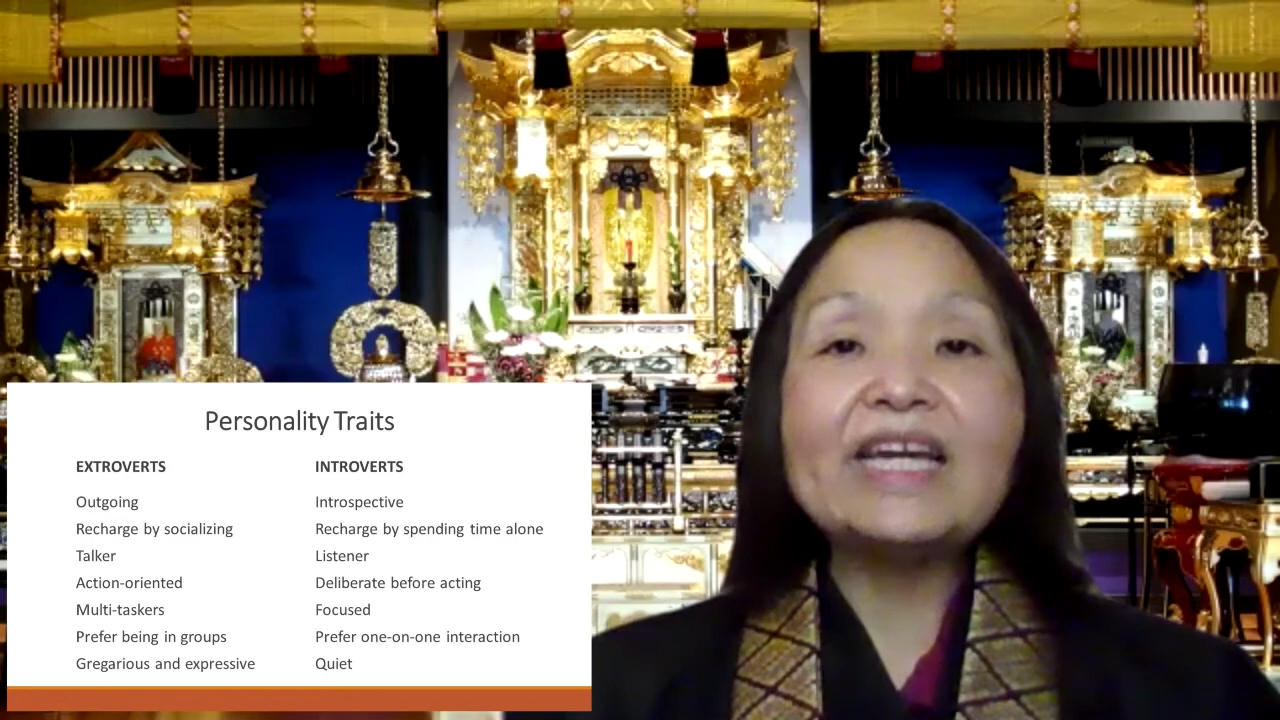 Personality Traits
EXTROVERTS INTROVERTS
Outgoing Introspective
Recharge by socializing Recharge by spending time alone
Talker Listener
Action-oriented Deliberate before acting
Multi-taskers Focused
Prefer being in groups Prefer one-on-one interaction
Gregarious and expressive Quiet